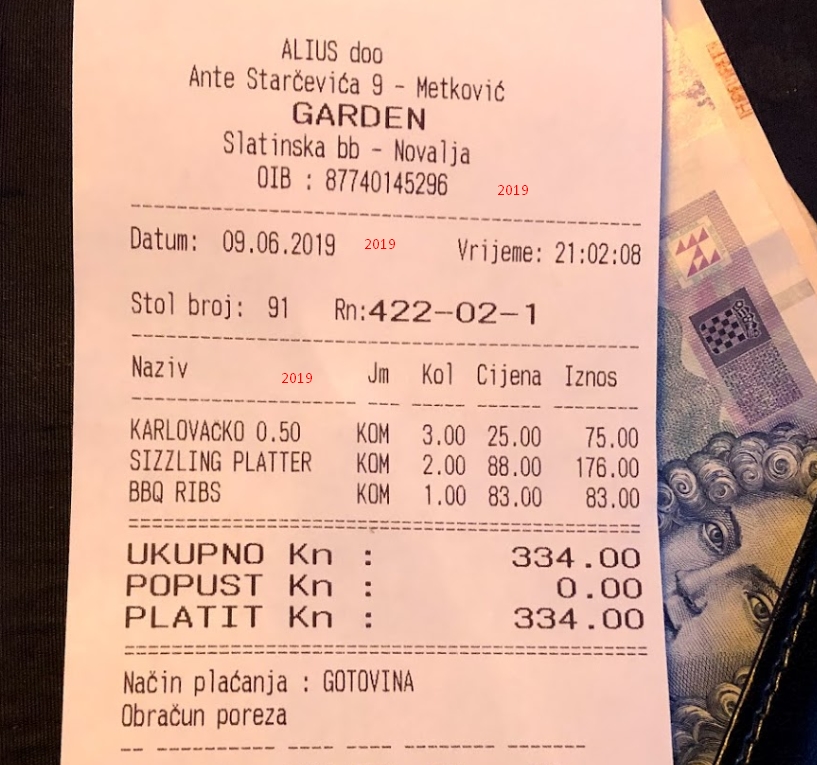 ALIUS doo
Ante Starčevića 9 - Metković
GARDEN
Slatinska bb - Novalja
OIB : 87740145296 2019
Datum: 09.06.2019 2019 Vrijeme: 21:02:08
Stol broj: 91 Rn:422-02-1
Naziv 2019 Jm Kol Cijena Iznos
KARLOVAČKO 0.50 KOM 3.00 25.00 75.00
SIZZLING PLATTER KOM 2.00 88.00 176.00
BBQ RIBS KOM 1.00 83.00 83.00
UKUPNO Kn : 334.00
POPUST Kn : 0.00
PLATIT Kn : 334.00
Način plaćanja : GOTOVINA
Obračun poreza